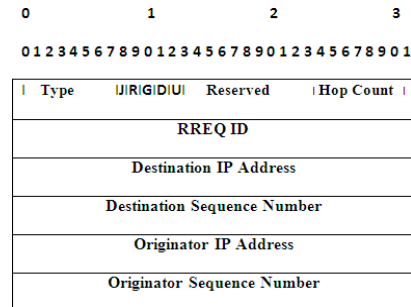 0 1 2 3
0 1 2 3 4 5 6 7 8 9 0 1 2 3 4 5 6 7 8 9 0 1 2 3 4 5 6 7 8 9 0 1
| Type |J|R|G|D|U| Reserved | Hop Count |
RREQ ID
Destination IP Address
Destination Sequence Number
Originator IP Address
Originator Sequence Number